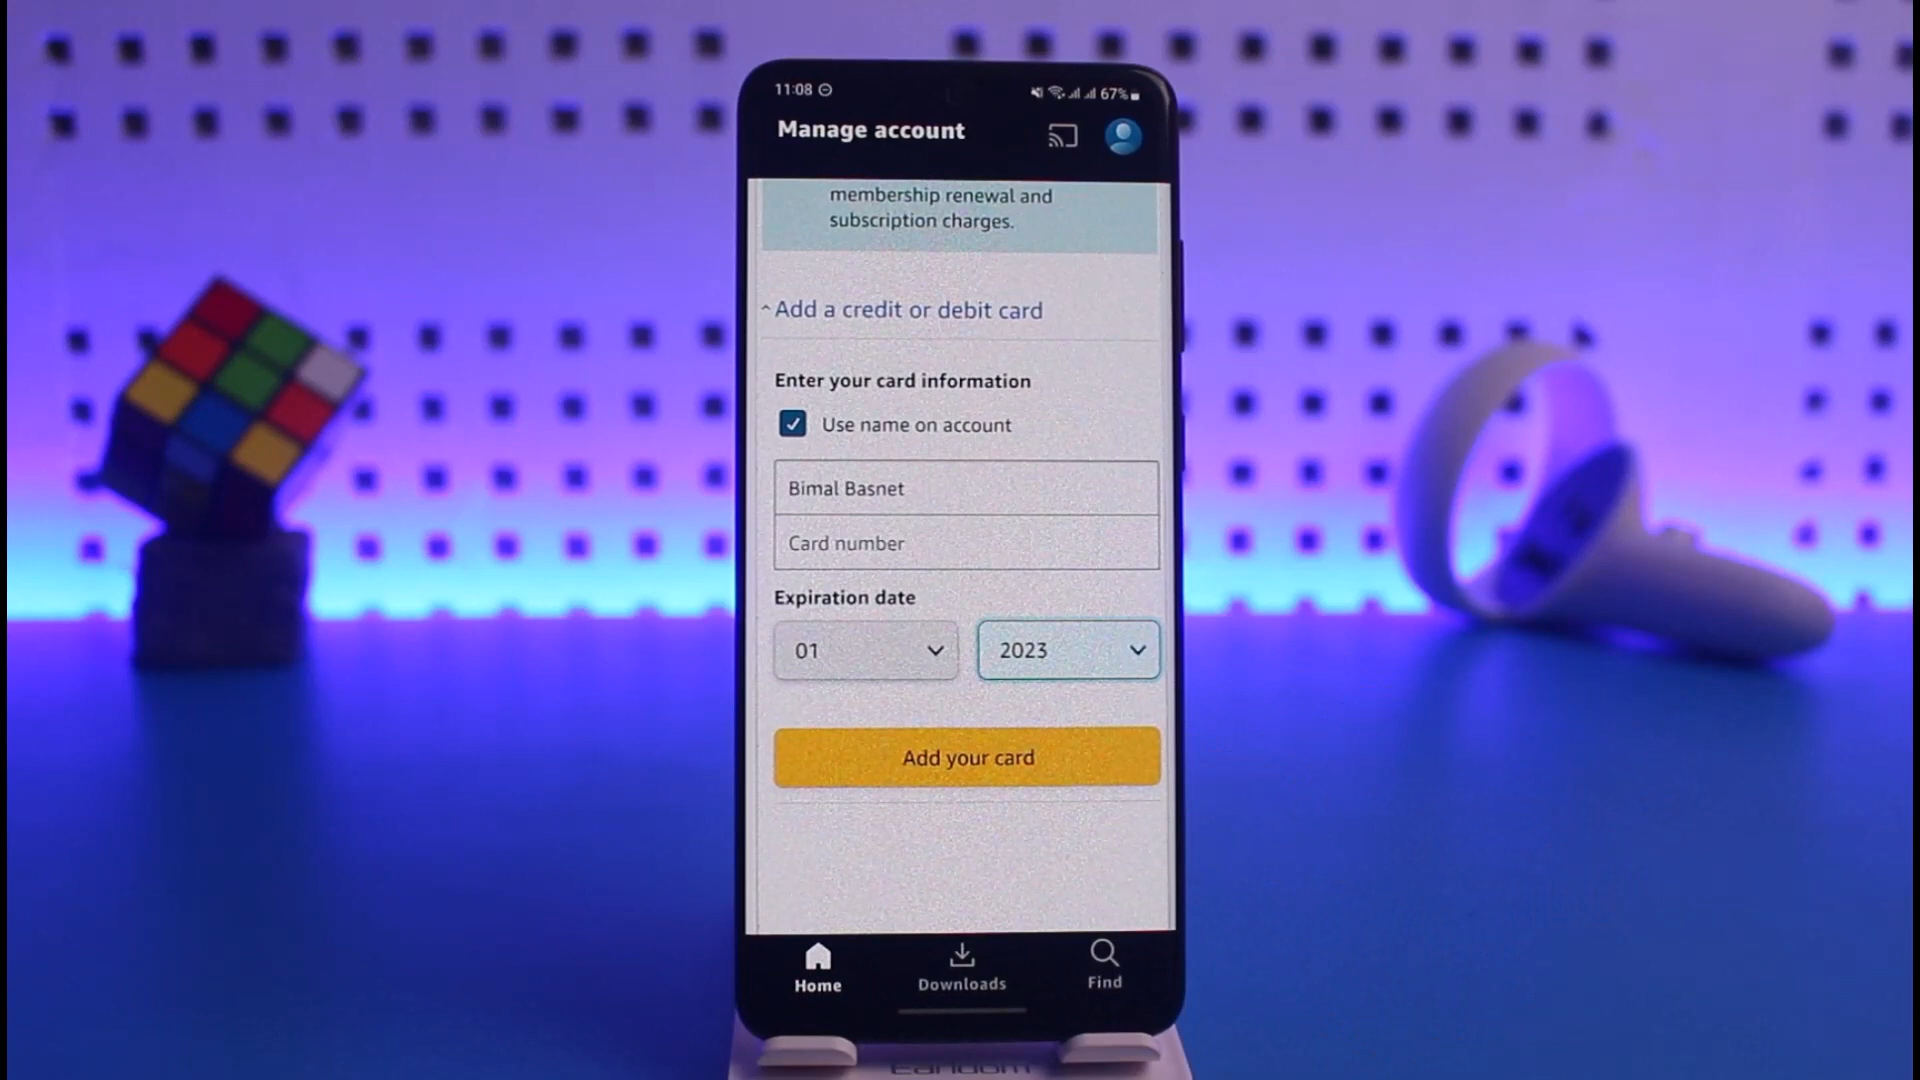 11:08
67%
Manage account
membership renewal and
subscription charges.
Add a credit or debit card
Enter your card information
Use name on account
Bimal Basnet
Card number
Expiration date
01
2023
Add your card
Home
Downloads
Find